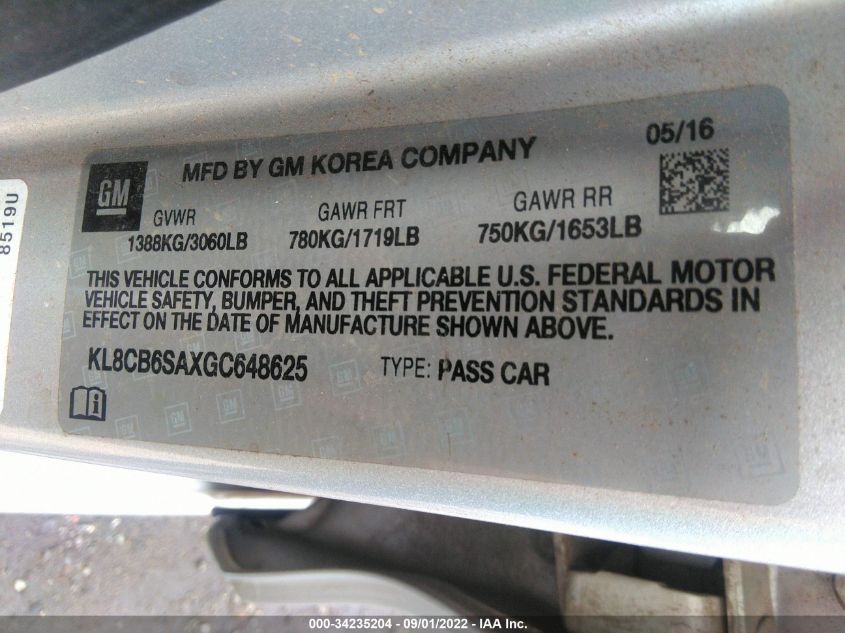 8519U
GM
MFD BY GM KOREA COMPANY
05/16
GVWR GAWR FRT GAWR RR
1388KG/3060LB 780KG/1719LB 750KG/1653LB
THIS VEHICLE CONFORMS TO ALL APPLICABLE U.S. FEDERAL MOTOR
VEHICLE SAFETY, BUMPER, AND THEFT PREVENTION STANDARDS IN
EFFECT ON THE DATE OF MANUFACTURE SHOWN ABOVE.
KL8CB6SAXGC648625 TYPE: PASS CAR
000-34235204 - 09/01/2022 - IAA Inc.